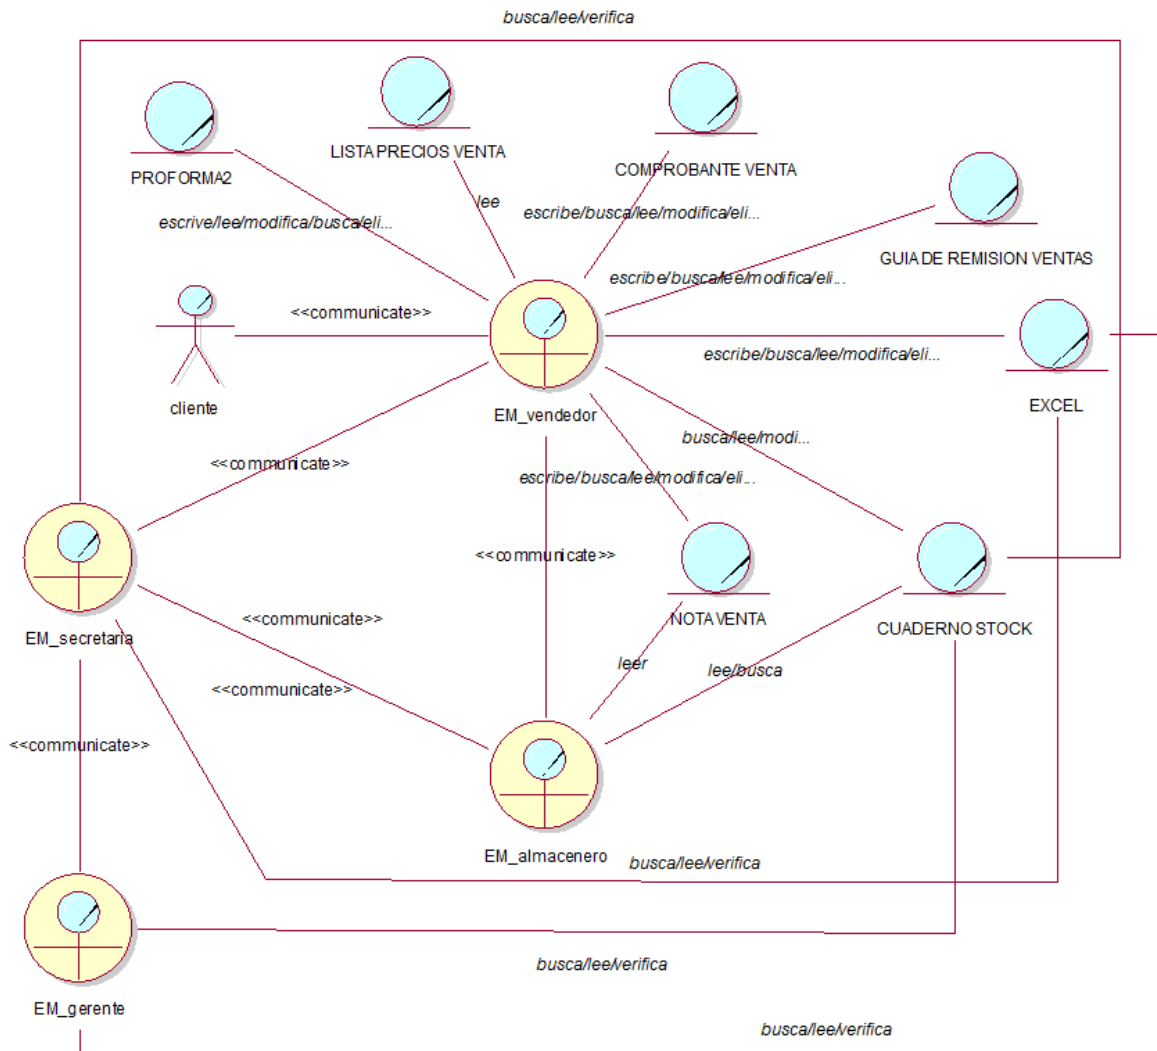 busca/lee/verifica
LISTA PRECIOS VENTA
COMPROBANTE VENTA
PROFORMA2
lee
escribe/busca/lee/modifica/eli...
escrive/lee/modifica/busca/eli...
GUIA DE REMISION VENTAS
escribe/busca/lee/modifica/eli...
<<communicate>>
escribe/busca/lee/modifica/eli...
cliente
EM_vendedor
EXCEL
busca/lee/modi...
<<communicate>>
escribe/busca/lee/modifica/eli...
<<communicate>>
<<communicate>>
NOTA VENTA
CUADERNO STOCK
EM_secretaria
leer
lee/busca
<<communicate>>
<<communicate>>
EM_almacenero
busca/lee/verifica
busca/lee/verifica
EM_gerente
busca/lee/verifica